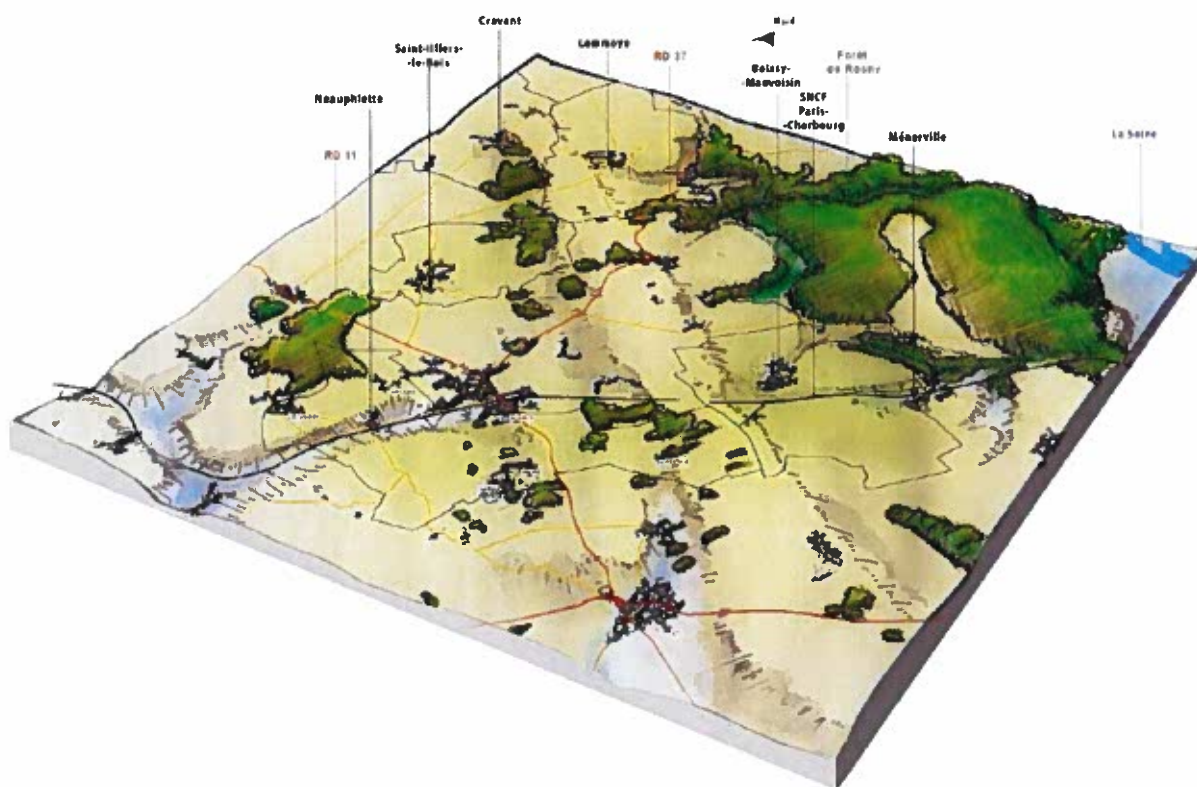 Cravant
Nord
Saint-Illiers-
-le-Bois
Lommoye
RD 37
Forêt
de Rosny
Boissy-
-Mauvoisin
Neauphlette
SNCF
Paris-
-Cherbourg
Ménerville
La Seine
RD 11